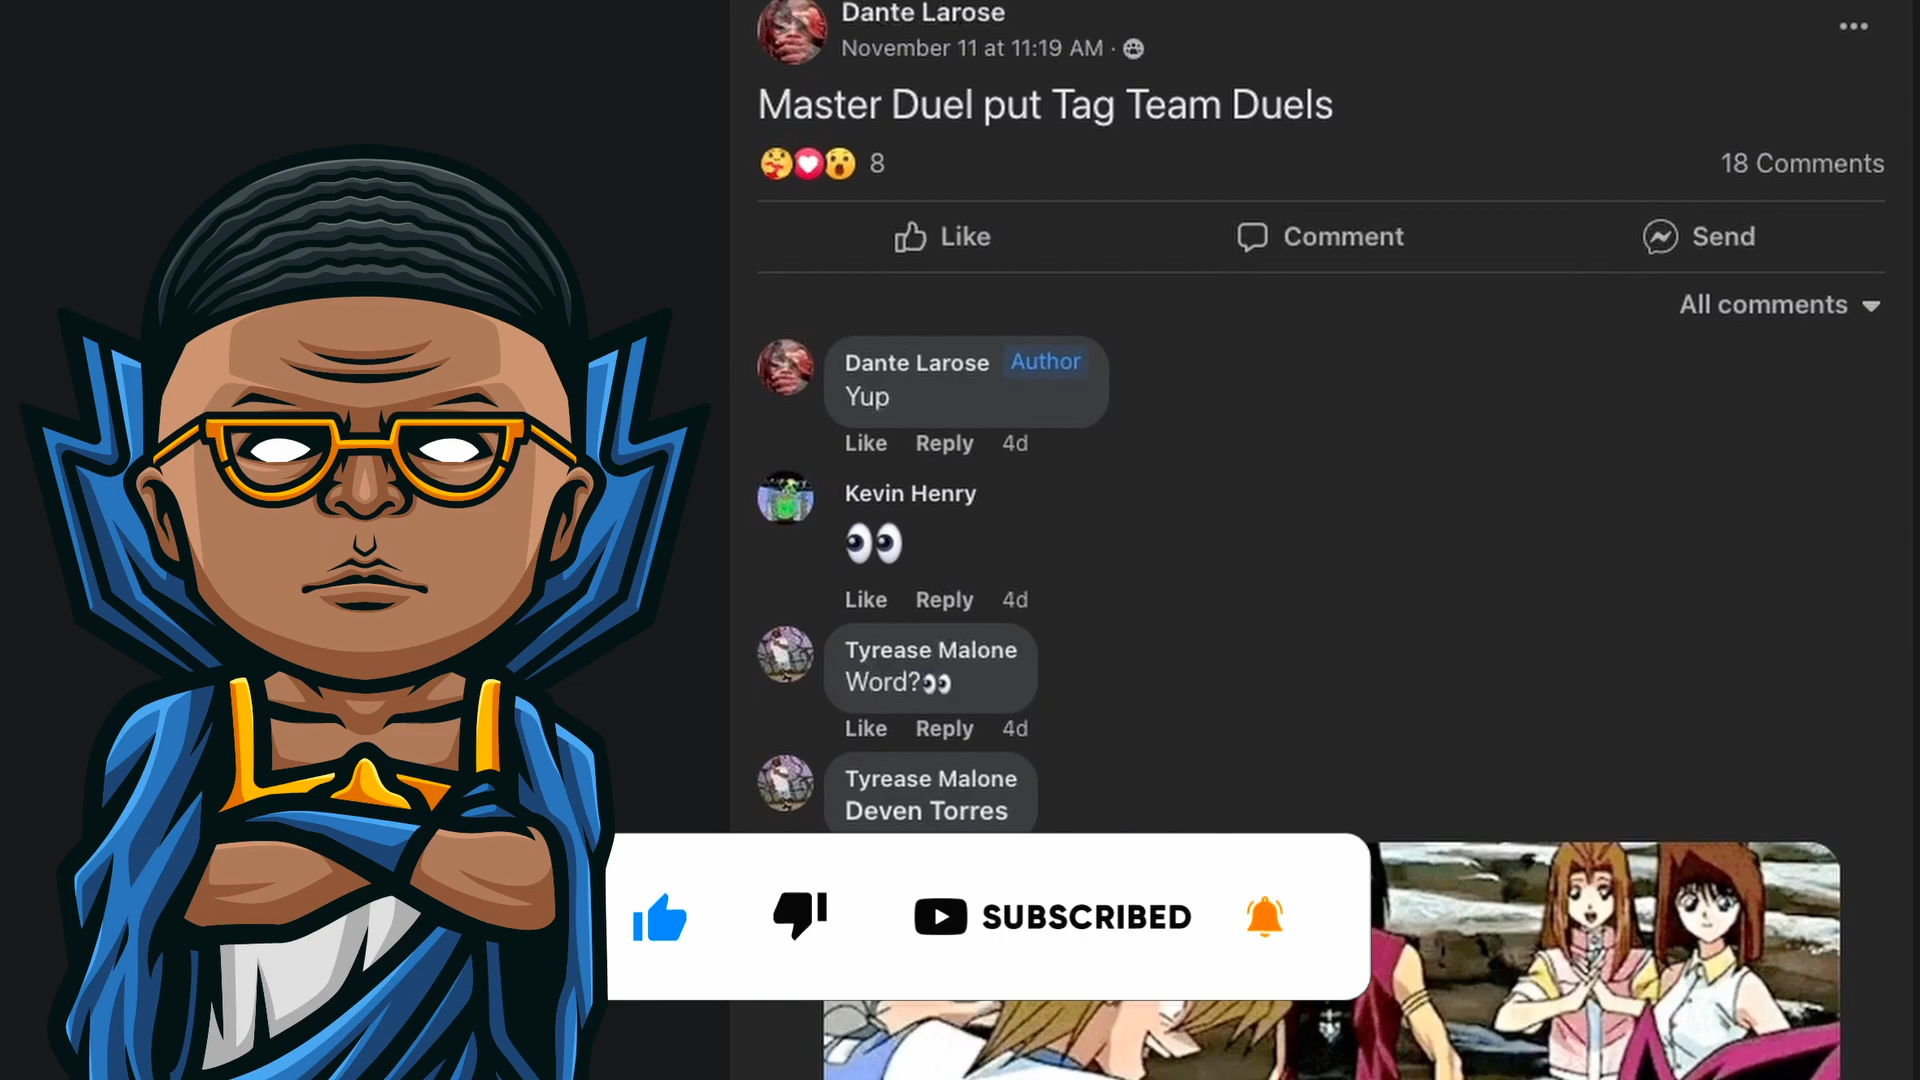 Dante Larose
November 11 at 11:19 AM ·
Master Duel put Tag Team Duels
8
18 Comments
Like
Comment
Send
All comments
Dante Larose Author
Yup
Like Reply 4d
Kevin Henry
👀
Like Reply 4d
Tyrease Malone
Word?👀
Like Reply 4d
Tyrease Malone
Deven Torres
SUBSCRIBED